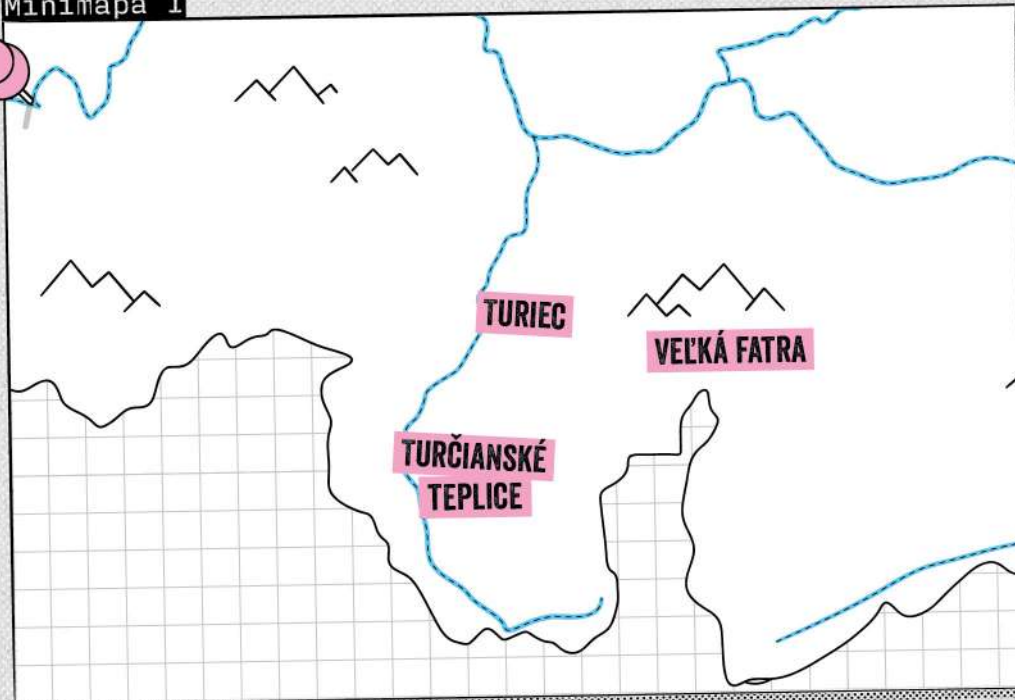 Minimapa 1
TURIEC
VEĽKÁ FATRA
TURČIANSKÉ
TEPLICE